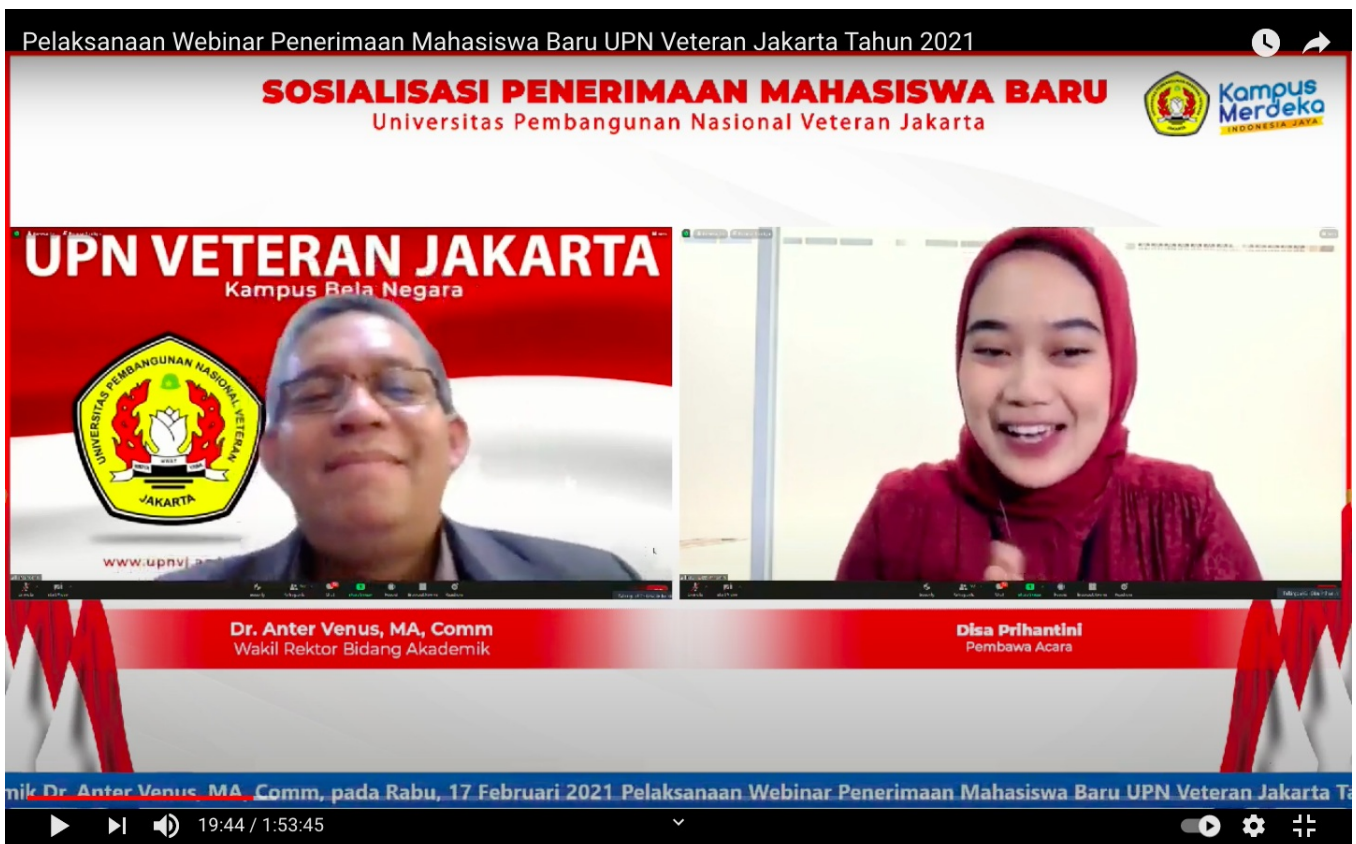 Pelaksanaan Webinar Penerimaan Mahasiswa Baru UPN Veteran Jakarta Tahun 2021
SOSIALISASI PENERIMAAN MAHASISWA BARU
Universitas Pembangunan Nasional Veteran Jakarta
Kampus
Merdeka
INDONESIA JAYA
UPN VETERAN JAKARTA
Kampus Bela Negara
UNIVERSITAS PEMBANGUNAN NASIONAL VETERAN
JAKARTA
www.upnvj.a
Dr. Anter Venus, MA, Comm
Wakil Rektor Bidang Akademik
Disa Prihantini
Pembawa Acara
mik Dr. Anter Venus, MA, Comm, pada Rabu, 17 Februari 2021 Pelaksanaan Webinar Penerimaan Mahasiswa Baru UPN Veteran Jakarta Ta
19:44 / 1:53:45